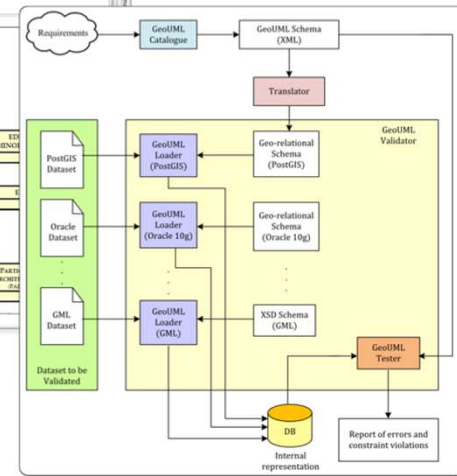 Requirements
GeoUML
Catalogue
GeoUML Schema
(XML)
Translator
GeoUML
Validator
PostGIS
Dataset
GeoUML
Loader
(PostGIS)
Geo-relational
Schema
(PostGIS)
Oracle
Dataset
GeoUML
Loader
(Oracle 10g)
Geo-relational
Schema
(Oracle 10g)
GML
Dataset
GeoUML
Loader
(GML)
XSD Schema
(GML)
GeoUML
Tester
Dataset to be
Validated
DB
Internal
representation
Report of errors and
constraint violations